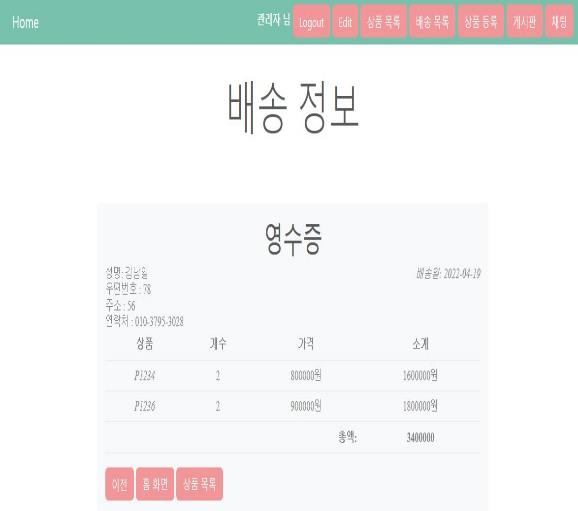 Home 관리자 님 Logout Edit 상품 목록 배송 목록 상품 등록 게시판 채팅
배송 정보
영수증
성명: 김남일 배송일: 2022-04-19
우편번호 : 78
주소 : 56
연락처 : 010-3795-3028
상품 개수 가격 소계
P1234 2 800000원 1600000원
P1236 2 900000원 1800000원
총액: 3400000
이전 홈 화면 상품 목록